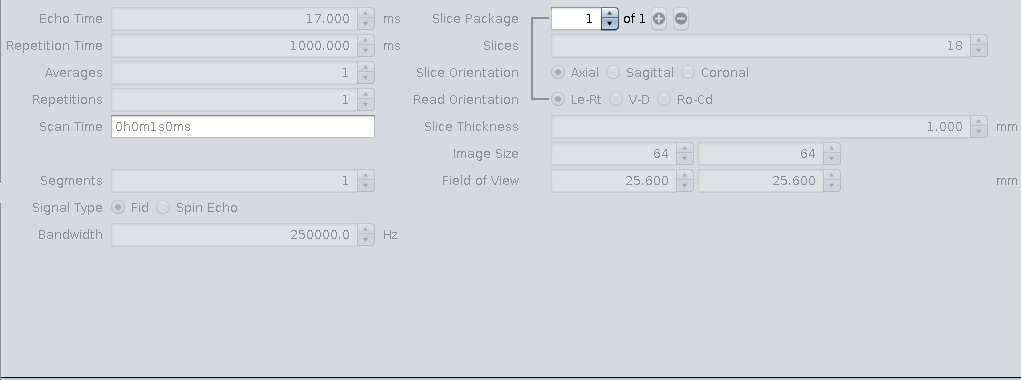 Echo Time 17.000 ms
Repetition Time 1000.000 ms
Averages 1
Repetitions 1
Scan Time 0h0m1s0ms
Segments 1
Signal Type Fid Spin Echo
Bandwidth 250000.0 Hz
Slice Package 1 of 1
Slices 18
Slice Orientation Axial Sagittal Coronal
Read Orientation Le-Rt V-D Ro-Cd
Slice Thickness 1.000 mm
Image Size 64 64
Field of View 25.600 25.600 mm